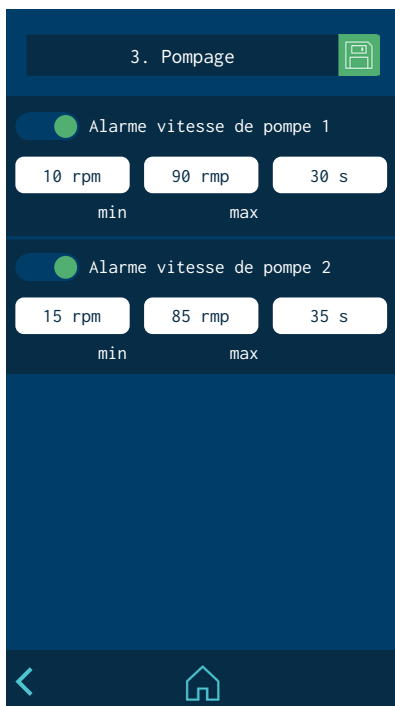 3. Pompage
Alarme vitesse de pompe 1
10 rpm 90 rmp 30 s
min max
Alarme vitesse de pompe 2
15 rpm 85 rmp 35 s
min max